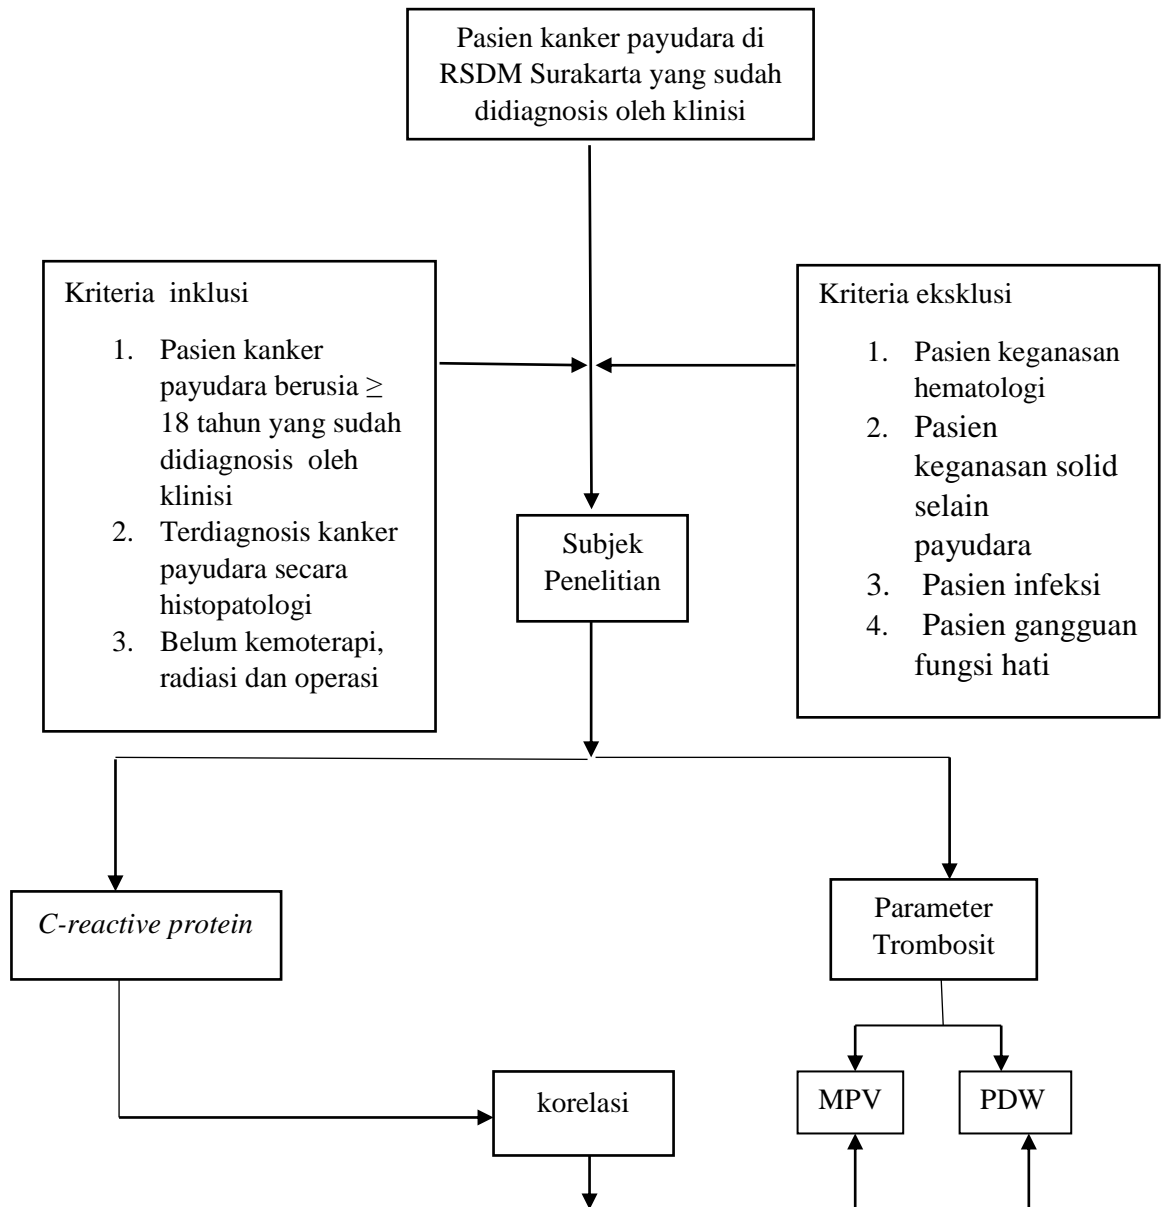 Pasien kanker payudara di
RSDM Surakarta yang sudah
didiagnosis oleh klinisi
Kriteria inklusi
1. Pasien kanker
payudara berusia ≥
18 tahun yang sudah
didiagnosis oleh
klinisi
2. Terdiagnosis kanker
payudara secara
histopatologi
3. Belum kemoterapi,
radiasi dan operasi
Kriteria eksklusi
1. Pasien keganasan
hematologi
2. Pasien
keganasan solid
selain
payudara
3. Pasien infeksi
4. Pasien gangguan
fungsi hati
Subjek
Penelitian
C-reactive protein
Parameter
Trombosit
korelasi
MPV
PDW